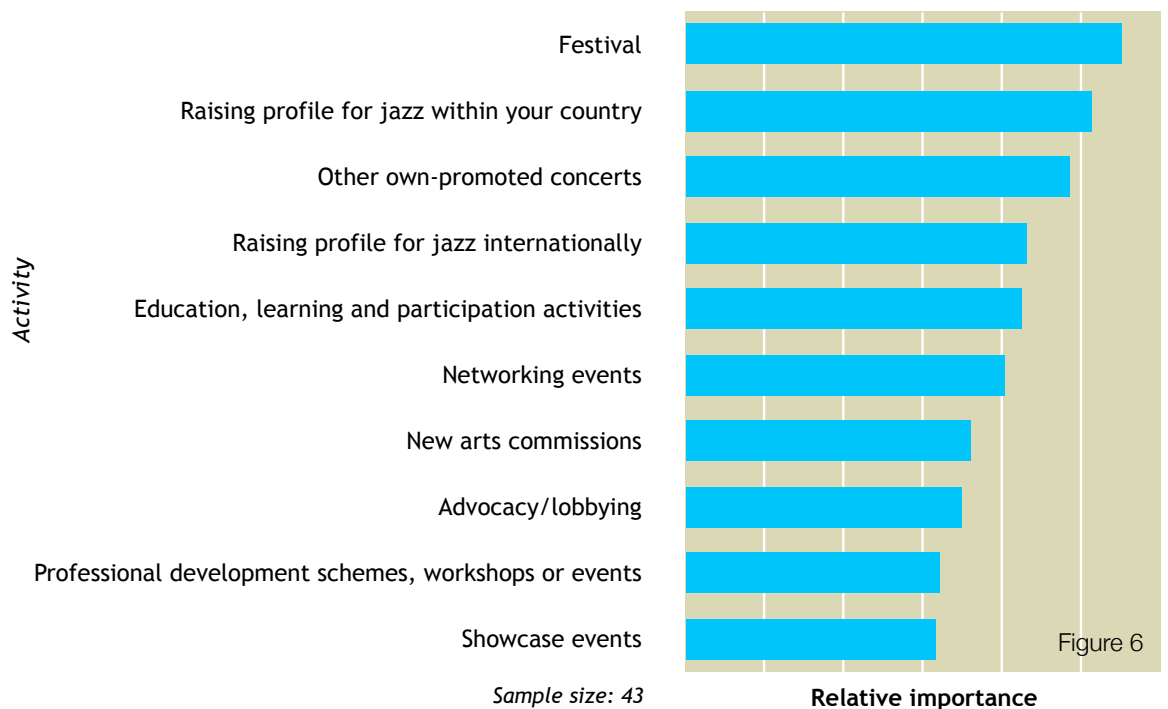 Festival
Raising profile for jazz within your country
Other own-promoted concerts
Raising profile for jazz internationally
Activity
Education, learning and participation activities
Networking events
New arts commissions
Advocacy/lobbying
Professional development schemes, workshops or events
Showcase events
Figure 6
Sample size: 43
Relative importance